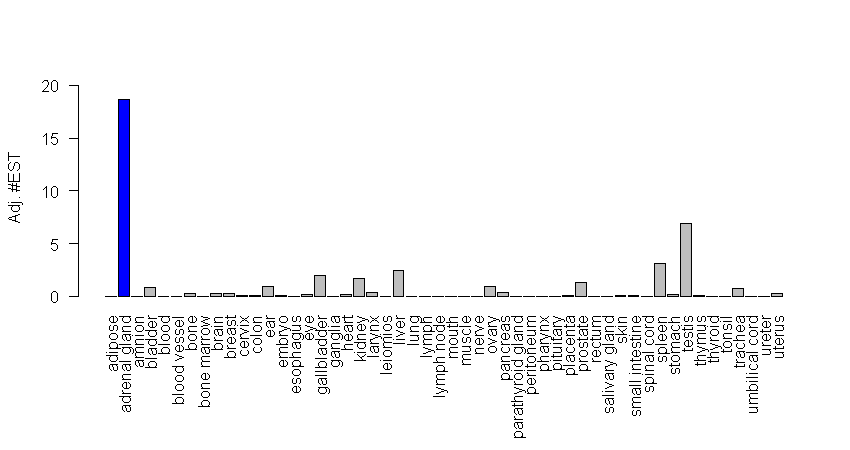 Adj. #EST
20
15
10
5
0
adipose
adrenal gland
amnion
bladder
blood
blood vessel
bone
bone marrow
brain
breast
cervix
colon
ear
embryo
esophagus
eye
gallbladder
ganglia
heart
kidney
larynx
leiomios
liver
lung
lymph
lymph node
mouth
muscle
nerve
ovary
pancreas
parathyroid gland
peritoneum
pharynx
pituitary
placenta
prostate
rectum
salivary gland
skin
small intestine
spinal cord
spleen
stomach
testis
thymus
thyroid
tonsil
trachea
umbilical cord
ureter
uterus